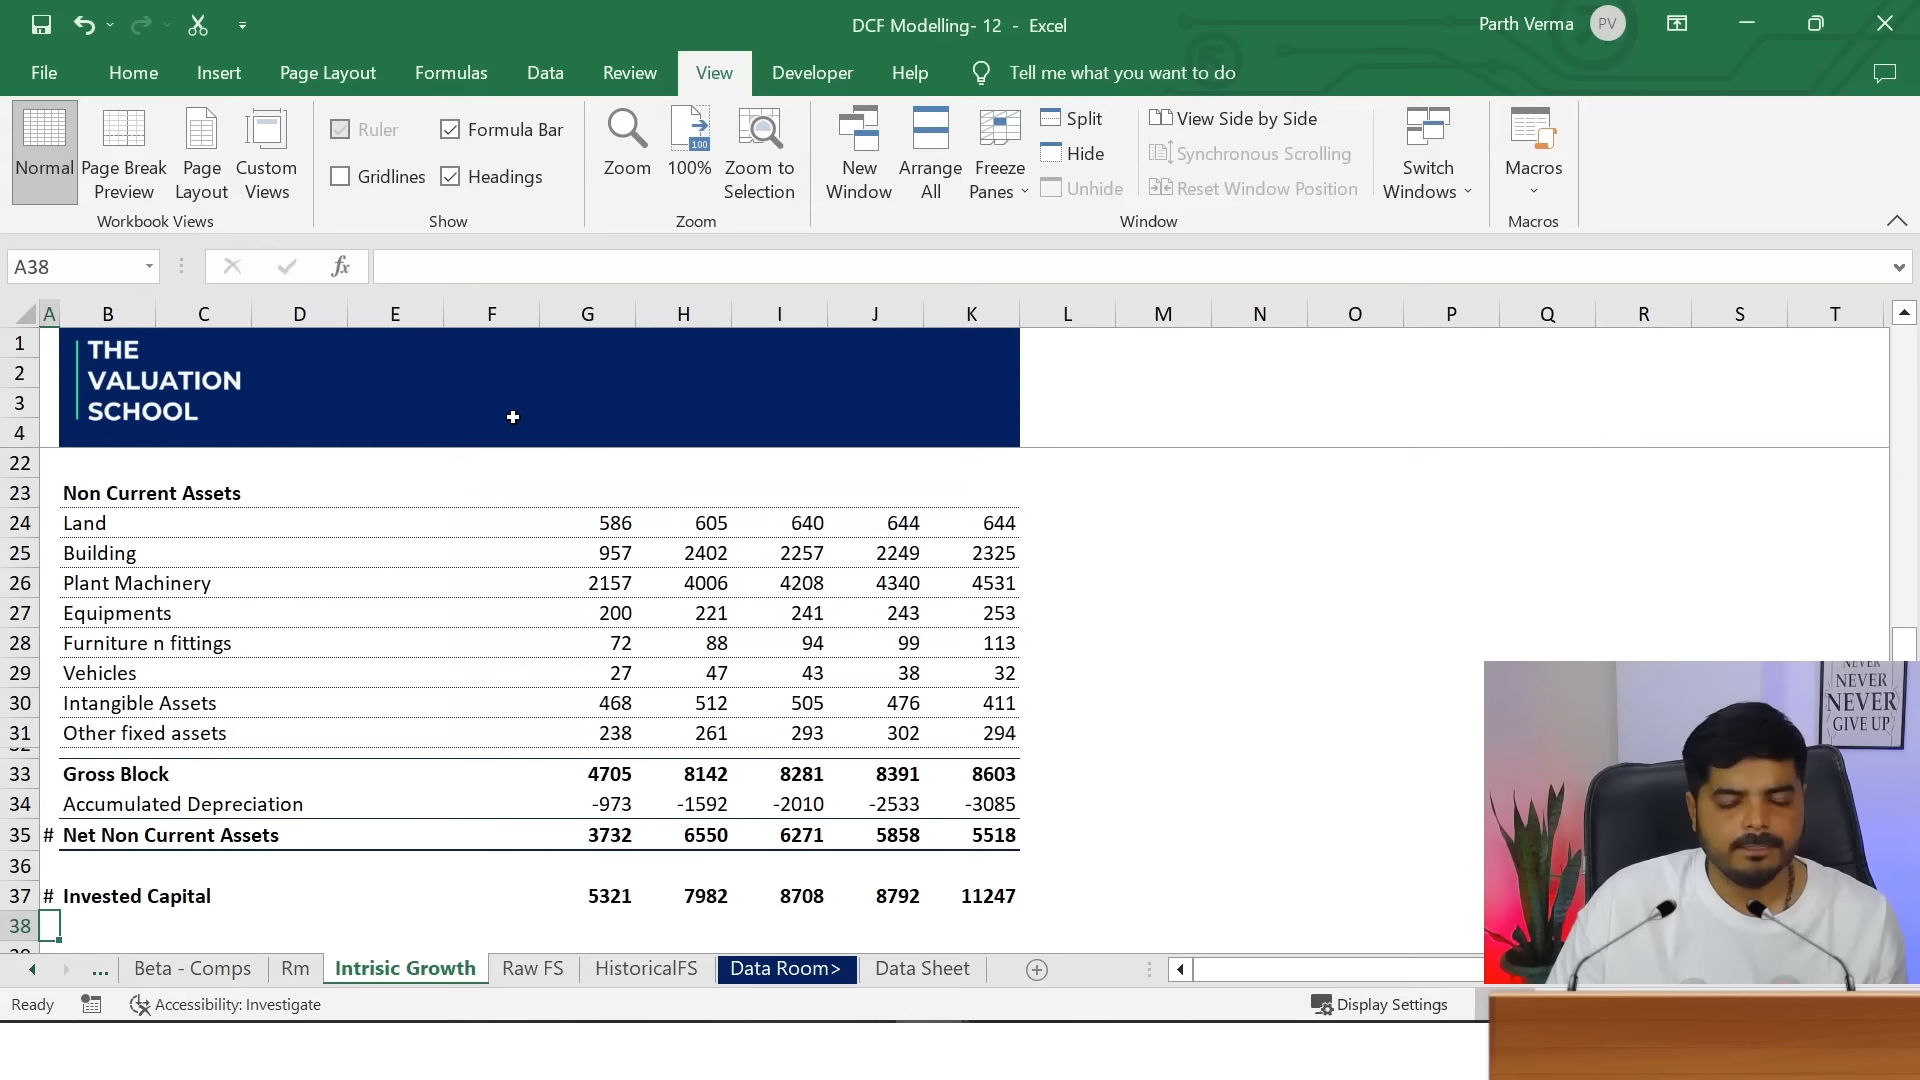 DCF Modelling- 12 - Excel
Parth Verma PV
File Home Insert Page Layout Formulas Data Review View Developer Help Tell me what you want to do
Normal
Page Break Preview
Page Layout
Custom Views
Workbook Views
Ruler
Formula Bar
Gridlines
Headings
Show
Zoom
100
100%
Zoom to Selection
Zoom
New Window
Arrange All
Freeze Panes
Split
Hide
Unhide
View Side by Side
Synchronous Scrolling
Reset Window Position
Switch Windows
Window
Macros
Macros
A38
fx
A B C D E F G H I J K L M N O P Q R S T
1
2
3
4
THE
VALUATION
SCHOOL
22
23 Non Current Assets
24 Land 586 605 640 644 644
25 Building 957 2402 2257 2249 2325
26 Plant Machinery 2157 4006 4208 4340 4531
27 Equipments 200 221 241 243 253
28 Furniture n fittings 72 88 94 99 113
29 Vehicles 27 47 43 38 32
30 Intangible Assets 468 512 505 476 411
31 Other fixed assets 238 261 293 302 294
33 Gross Block 4705 8142 8281 8391 8603
34 Accumulated Depreciation -973 -1592 -2010 -2533 -3085
35 # Net Non Current Assets 3732 6550 6271 5858 5518
36
37 # Invested Capital 5321 7982 8708 8792 11247
38
... Beta - Comps Rm Intrisic Growth Raw FS HistoricalFS Data Room> Data Sheet
Ready Accessibility: Investigate Display Settings
NEVER
NEVER
NEVER
GIVE UP